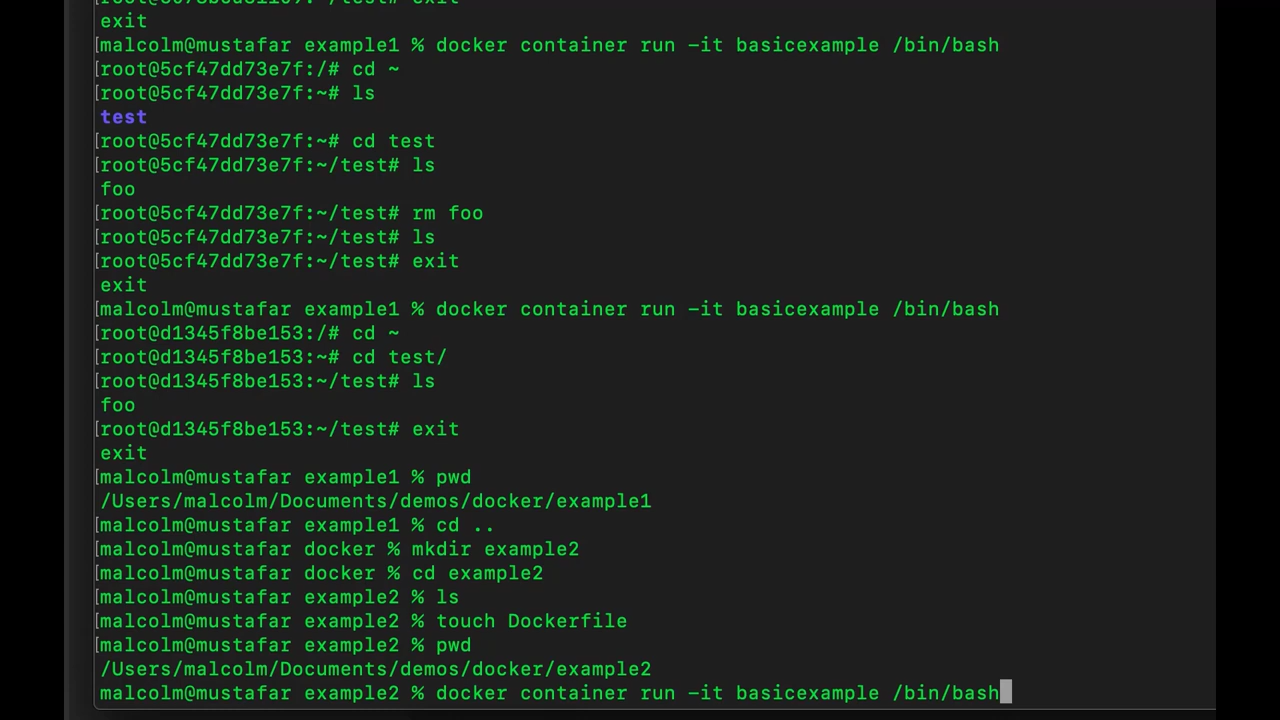 exit
[malcolm@mustafar example1 % docker container run -it basicexample /bin/bash
[root@5cf47dd73e7f:/# cd ~
[root@5cf47dd73e7f:~# ls
test
[root@5cf47dd73e7f:~# cd test
[root@5cf47dd73e7f:~/test# ls
foo
[root@5cf47dd73e7f:~/test# rm foo
[root@5cf47dd73e7f:~/test# ls
[root@5cf47dd73e7f:~/test# exit
exit
[malcolm@mustafar example1 % docker container run -it basicexample /bin/bash
[root@d1345f8be153:/# cd ~
[root@d1345f8be153:~# cd test/
[root@d1345f8be153:~/test# ls
foo
[root@d1345f8be153:~/test# exit
exit
[malcolm@mustafar example1 % pwd
/Users/malcolm/Documents/demos/docker/example1
[malcolm@mustafar example1 % cd ..
[malcolm@mustafar docker % mkdir example2
[malcolm@mustafar docker % cd example2
[malcolm@mustafar example2 % ls
[malcolm@mustafar example2 % touch Dockerfile
[malcolm@mustafar example2 % pwd
/Users/malcolm/Documents/demos/docker/example2
malcolm@mustafar example2 % docker container run -it basicexample /bin/bash